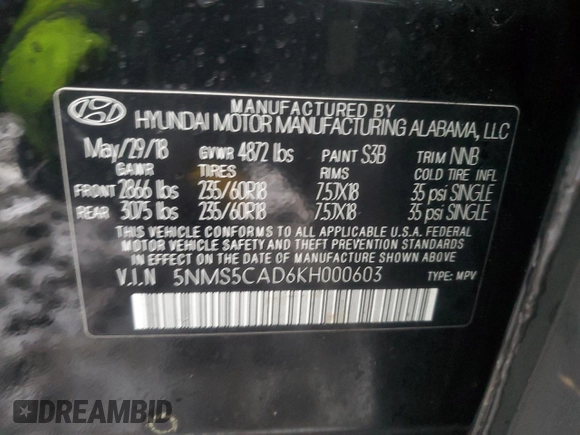 MANUFACTURED BY
HYUNDAI MOTOR MANUFACTURING ALABAMA, LLC
May/29/18 GVWR 4872 lbs PAINT S3B TRIM NNB
GAWR TIRES RIMS COLD TIRE INFL
FRONT 2866 lbs 235/60R18 7.5JX18 35 psi SINGLE
REAR 3075 lbs 235/60R18 7.5JX18 35 psi SINGLE
THIS VEHICLE CONFORMS TO ALL APPLICABLE U.S.A. FEDERAL
MOTOR VEHICLE SAFETY AND THEFT PREVENTION STANDARDS
IN EFFECT ON THE DATE OF MANUFACTURE SHOWN ABOVE.
V.I.N 5NMS5CAD6KH000603 TYPE: MPV
DREAMBID